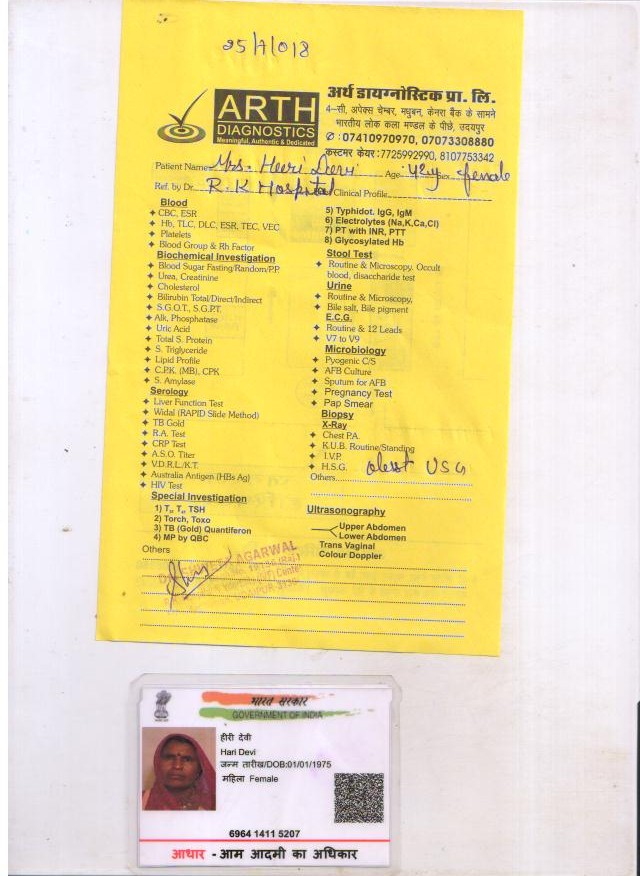 25/7/018
ARTH
DIAGNOSTICS
Meaningful, Authentic & Dedicated
अर्थ डायग्नोस्टिक प्रा. लि.
4-सी, अपेक्स चेम्बर, मधुबन, केनरा बैंक के सामने
भारतीय लोक कला मण्डल के पीछे, उदयपुर
✆ : 07410970970, 07073308880
कस्टमर केयर : 7725992990, 8107753342
Patient Name Mrs. Heeri Devi Age 42y Sex female
Ref. by Dr. R.K Hospital Clinical Profile
Blood
CBC, ESR
Hb, TLC, DLC, ESR, TEC, VEC
Platelets
Blood Group & Rh Factor
Biochemical Investigation
Blood Sugar Fasting/Random/P.P.
Urea, Creatinine
Cholesterol
Bilirubin Total/Direct/Indirect
S.G.O.T., S.G.P.T.
Alk, Phosphatase
Uric Acid
Total S. Protein
S. Triglyceride
Lipid Profile
C.P.K. (MB), CPK
S. Amylase
Serology
Liver Function Test
Widal (RAPID Slide Method)
TB Gold
R.A. Test
CRP Test
A.S.O. Titer
V.D.R.L./K.T.
Australia Antigen (HBs Ag)
HIV Test
Special Investigation
1) T₃, T₄, TSH
2) Torch, Toxo
3) TB (Gold) Quantiferon
4) MP by QBC
Others
5) Typhidot. IgG, IgM
6) Electrolytes (Na,K,Ca,Cl)
7) PT with INR, PTT
8) Glycosylated Hb
Stool Test
Routine & Microscopy, Occult
blood, disaccharide test
Urine
Routine & Microscopy,
Bile salt, Bile pigment
E.C.G.
Routine & 12 Leads
V7 to V9
Microbiology
Pyogenic C/S
AFB Culture
Sputum for AFB
Pregnancy Test
Pap Smear
Biopsy
X-Ray
Chest P.A.
K.U.B. Routine/Standing
I.V.P.
H.S.G.
USG
Others
Ultrasonography
Upper Abdomen
Lower Abdomen
Trans Vaginal
Colour Doppler
AGARWAL
भारत सरकार
GOVERNMENT OF INDIA
हीरी देवी
Hari Devi
जन्म तारीख/DOB:01/01/1975
महिला Female
6964 1411 5207
आधार - आम आदमी का अधिकार